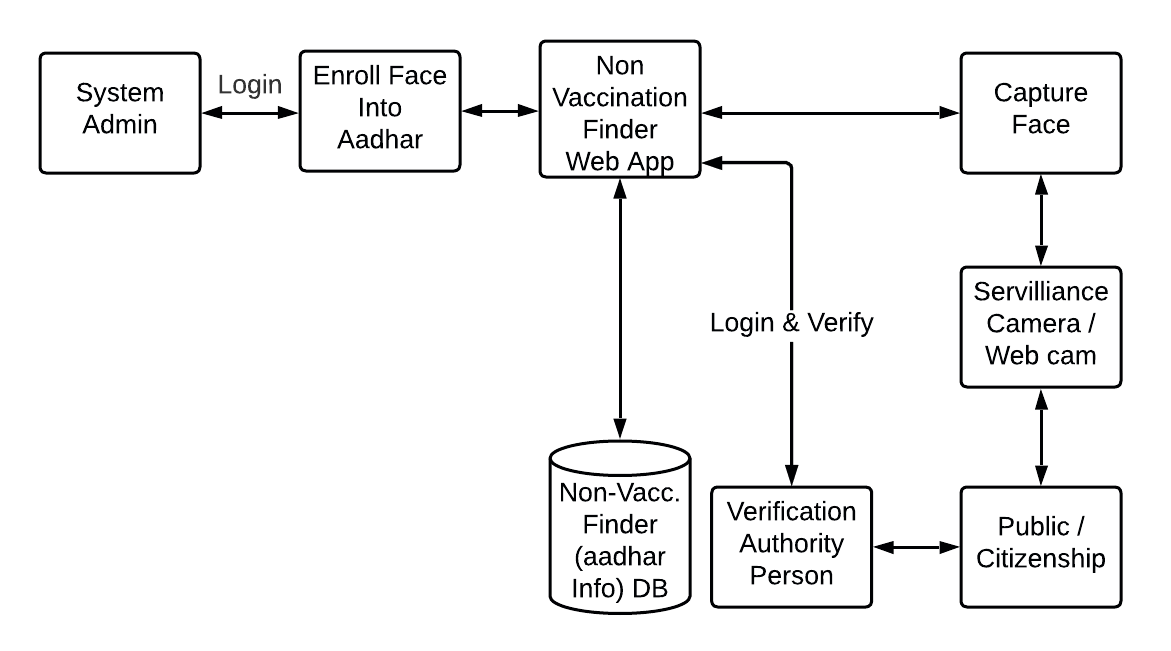 System
Admin
Login
Enroll Face
Into
Aadhar
Non
Vaccination
Finder
Web App
Capture
Face
Servilliance
Camera /
Web cam
Login & Verify
Non-Vacc.
Finder
(aadhar
Info) DB
Verification
Authority
Person
Public /
Citizenship